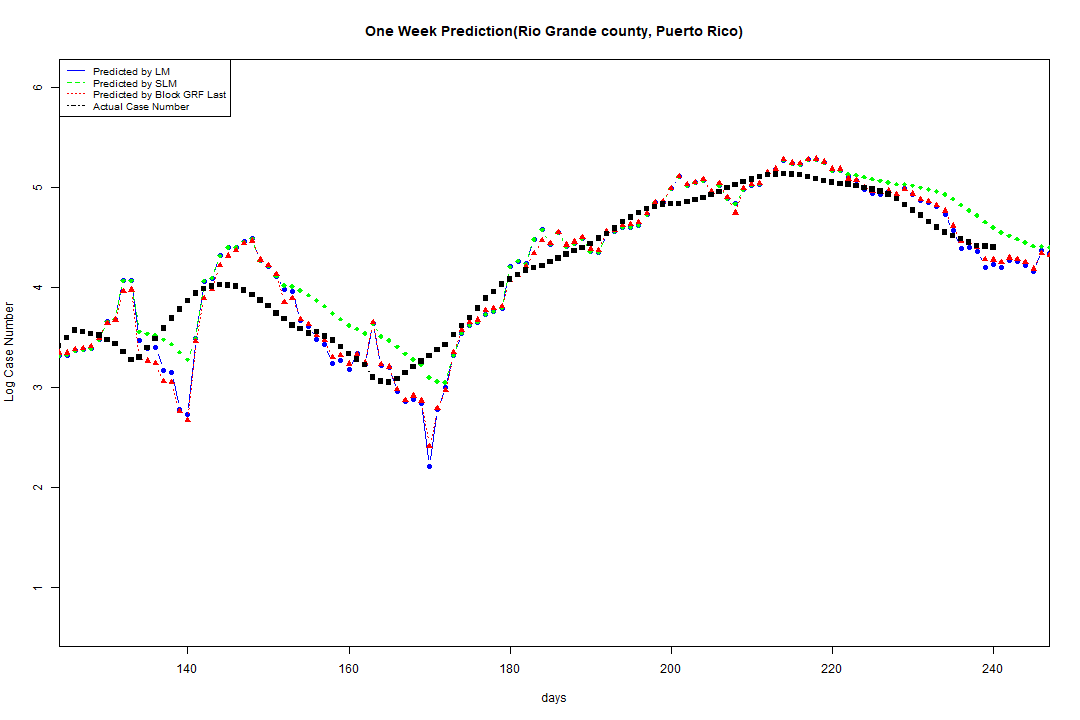 One Week Prediction(Rio Grande county, Puerto Rico)
Predicted by LM
Predicted by SLM
Predicted by Block GRF Last
Actual Case Number
6
5
4
3
2
1
Log Case Number
140 160 180 200 220 240
days